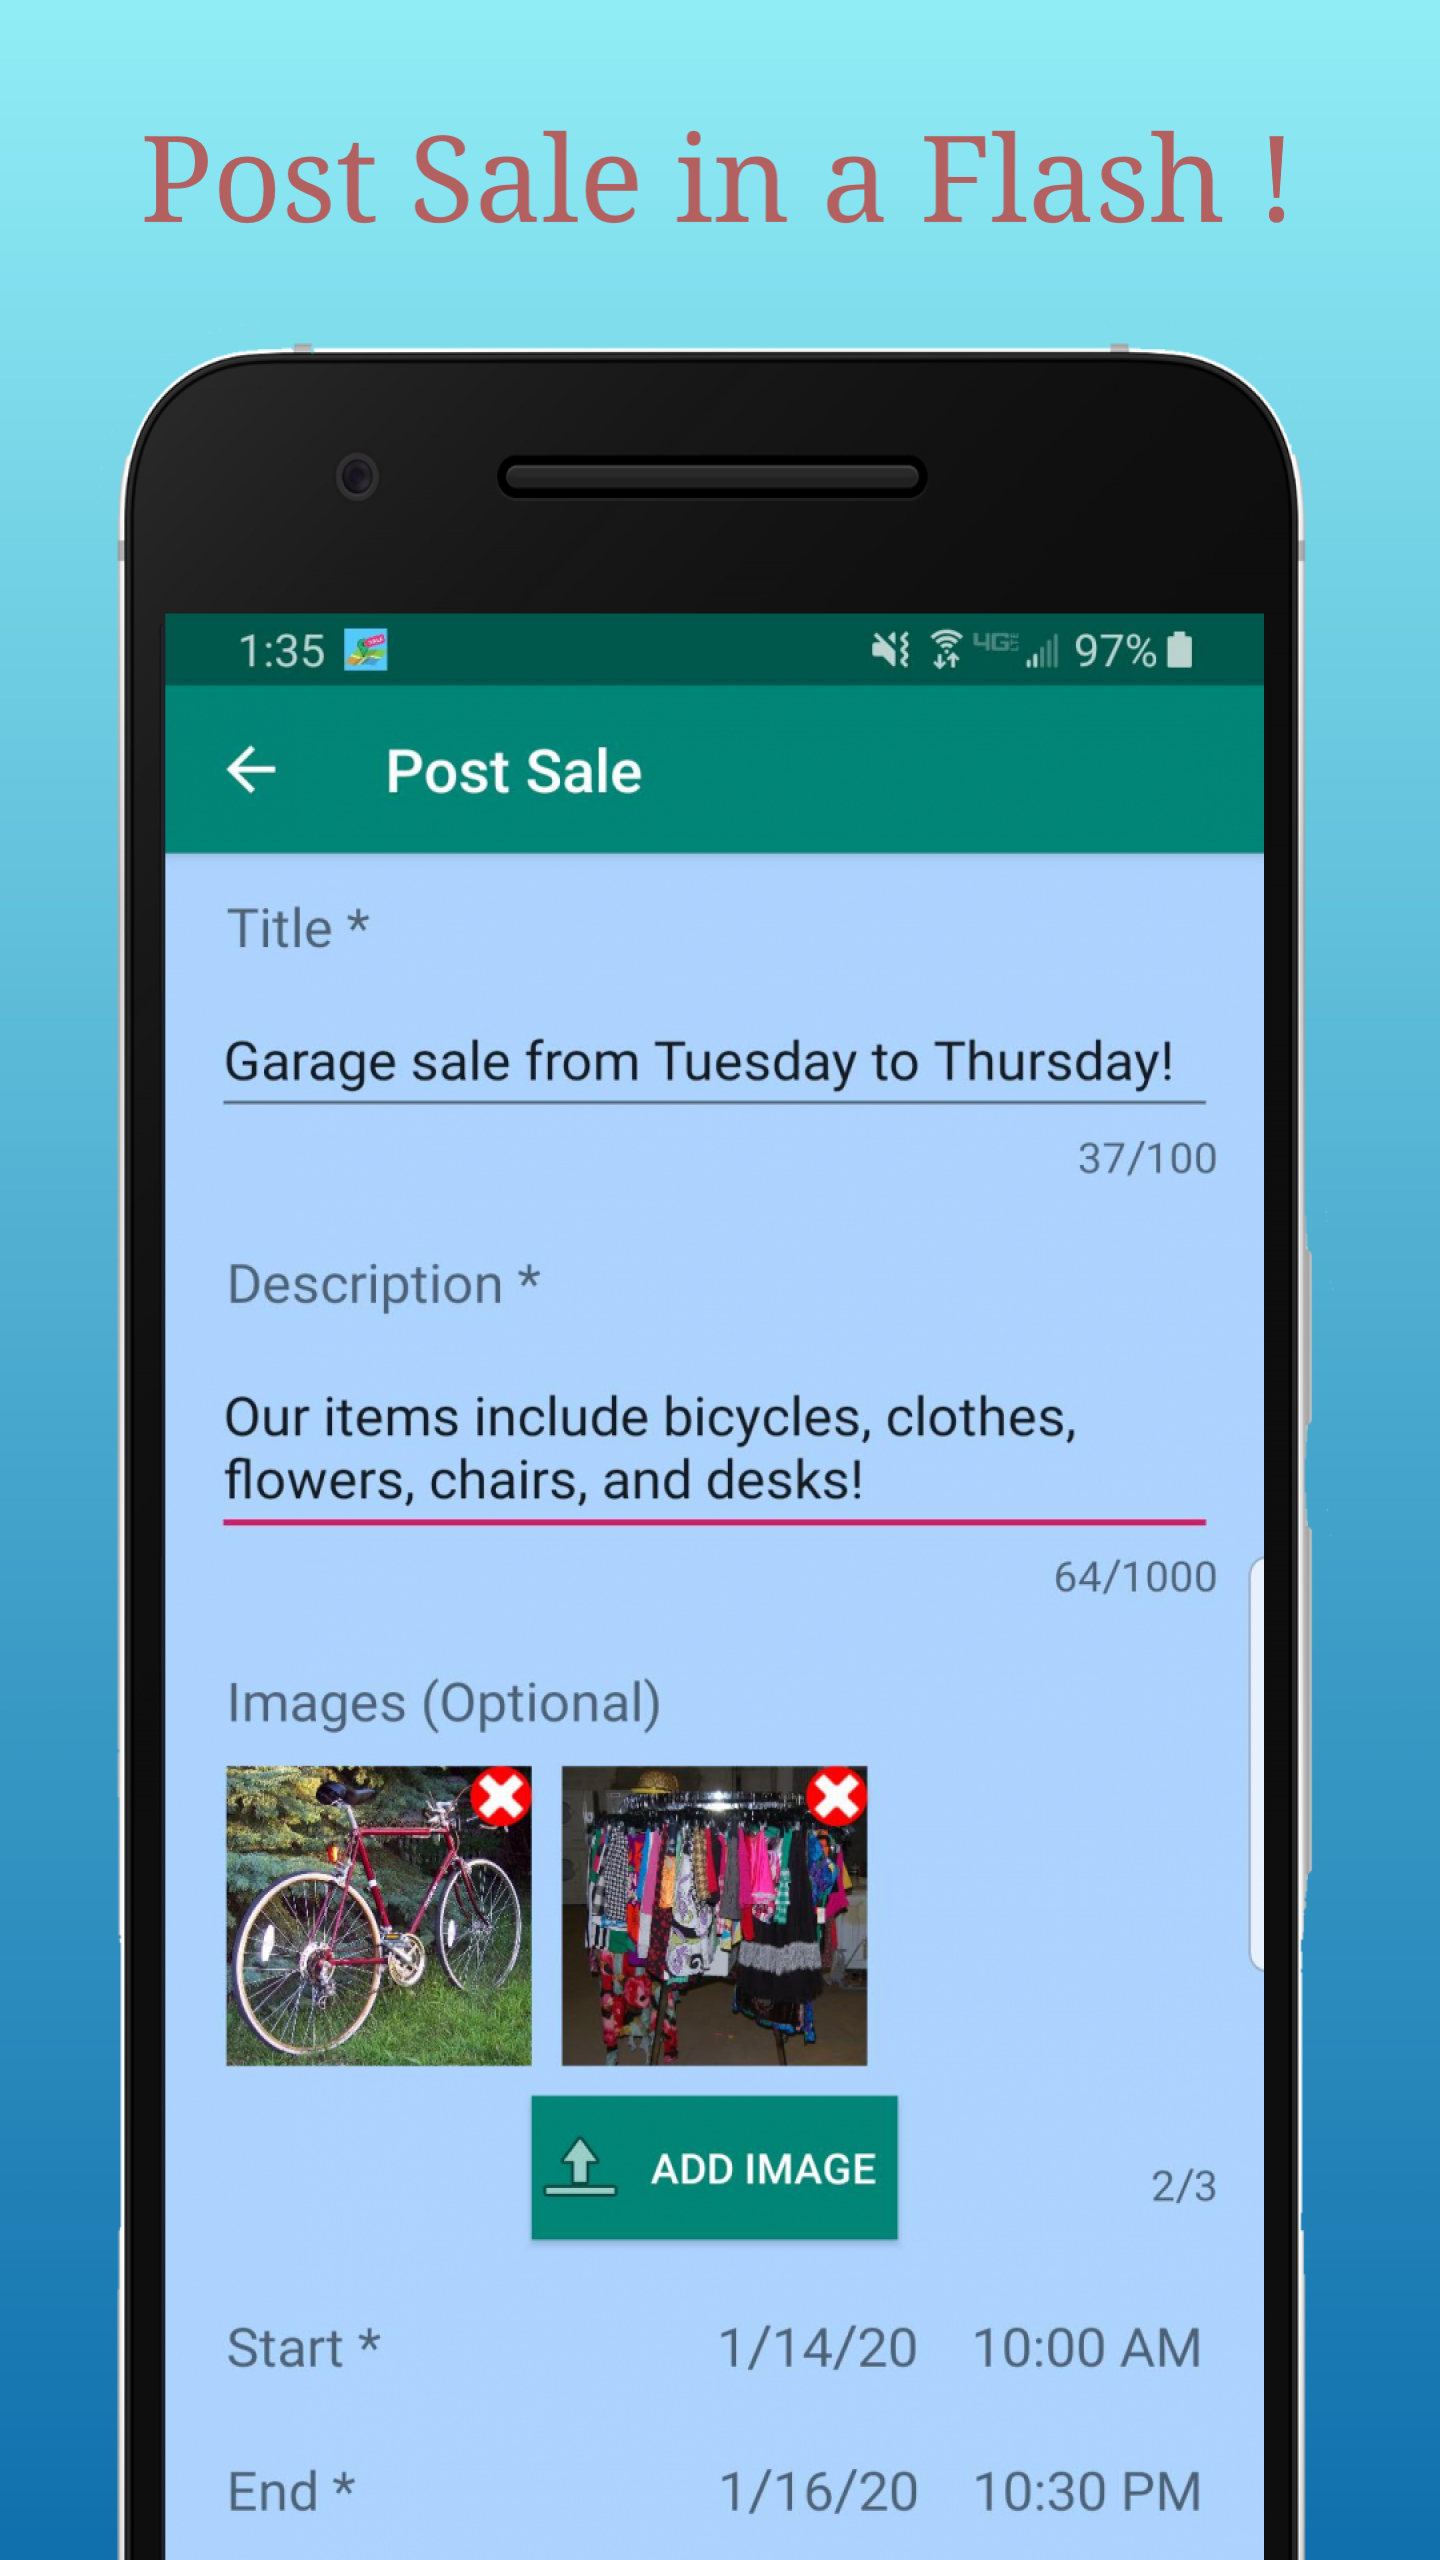 Post Sale in a Flash !
1:35 4G 97%
Post Sale
Title *
Garage sale from Tuesday to Thursday!
37/100
Description *
Our items include bicycles, clothes,
flowers, chairs, and desks!
64/1000
Images (Optional)
ADD IMAGE
2/3
Start * 1/14/20 10:00 AM
End * 1/16/20 10:30 PM